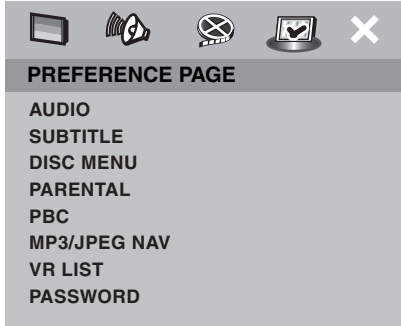 PREFERENCE PAGE
AUDIO
SUBTITLE
DISC MENU
PARENTAL
PBC
MP3/JPEG NAV
VR LIST
PASSWORD